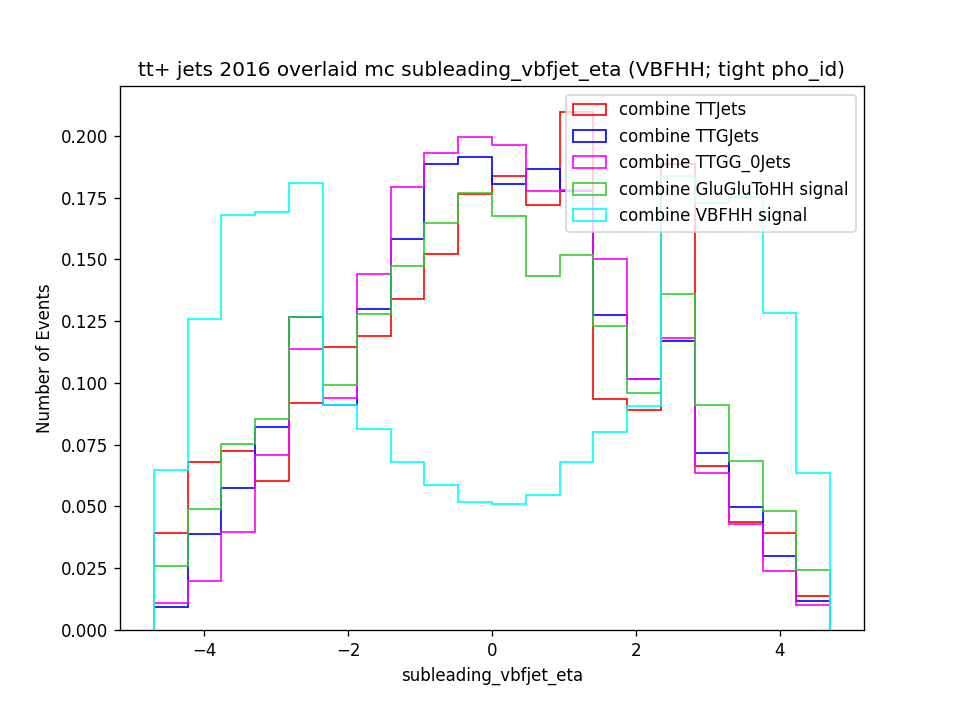 tt+ jets 2016 overlaid mc subleading_vbfjet_eta (VBFHH; tight pho_id)
combine TTJets
combine TTGJets
combine TTGG_0Jets
combine GluGluToHH signal
combine VBFHH signal
Number of Events
0.200
0.175
0.150
0.125
0.100
0.075
0.050
0.025
0.000
−4
−2
0
2
4
subleading_vbfjet_eta